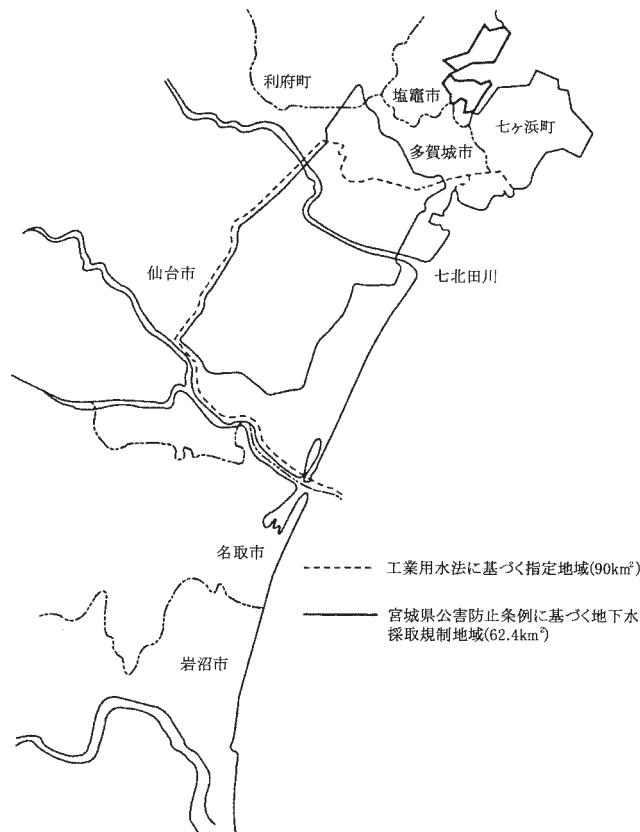 利府町
塩竈市
七ヶ浜町
多賀城市
仙台市
七北田川
名取市
工業用水法に基づく指定地域(90km²)
宮城県公害防止条例に基づく地下水
採取規制地域(62.4km²)
岩沼市